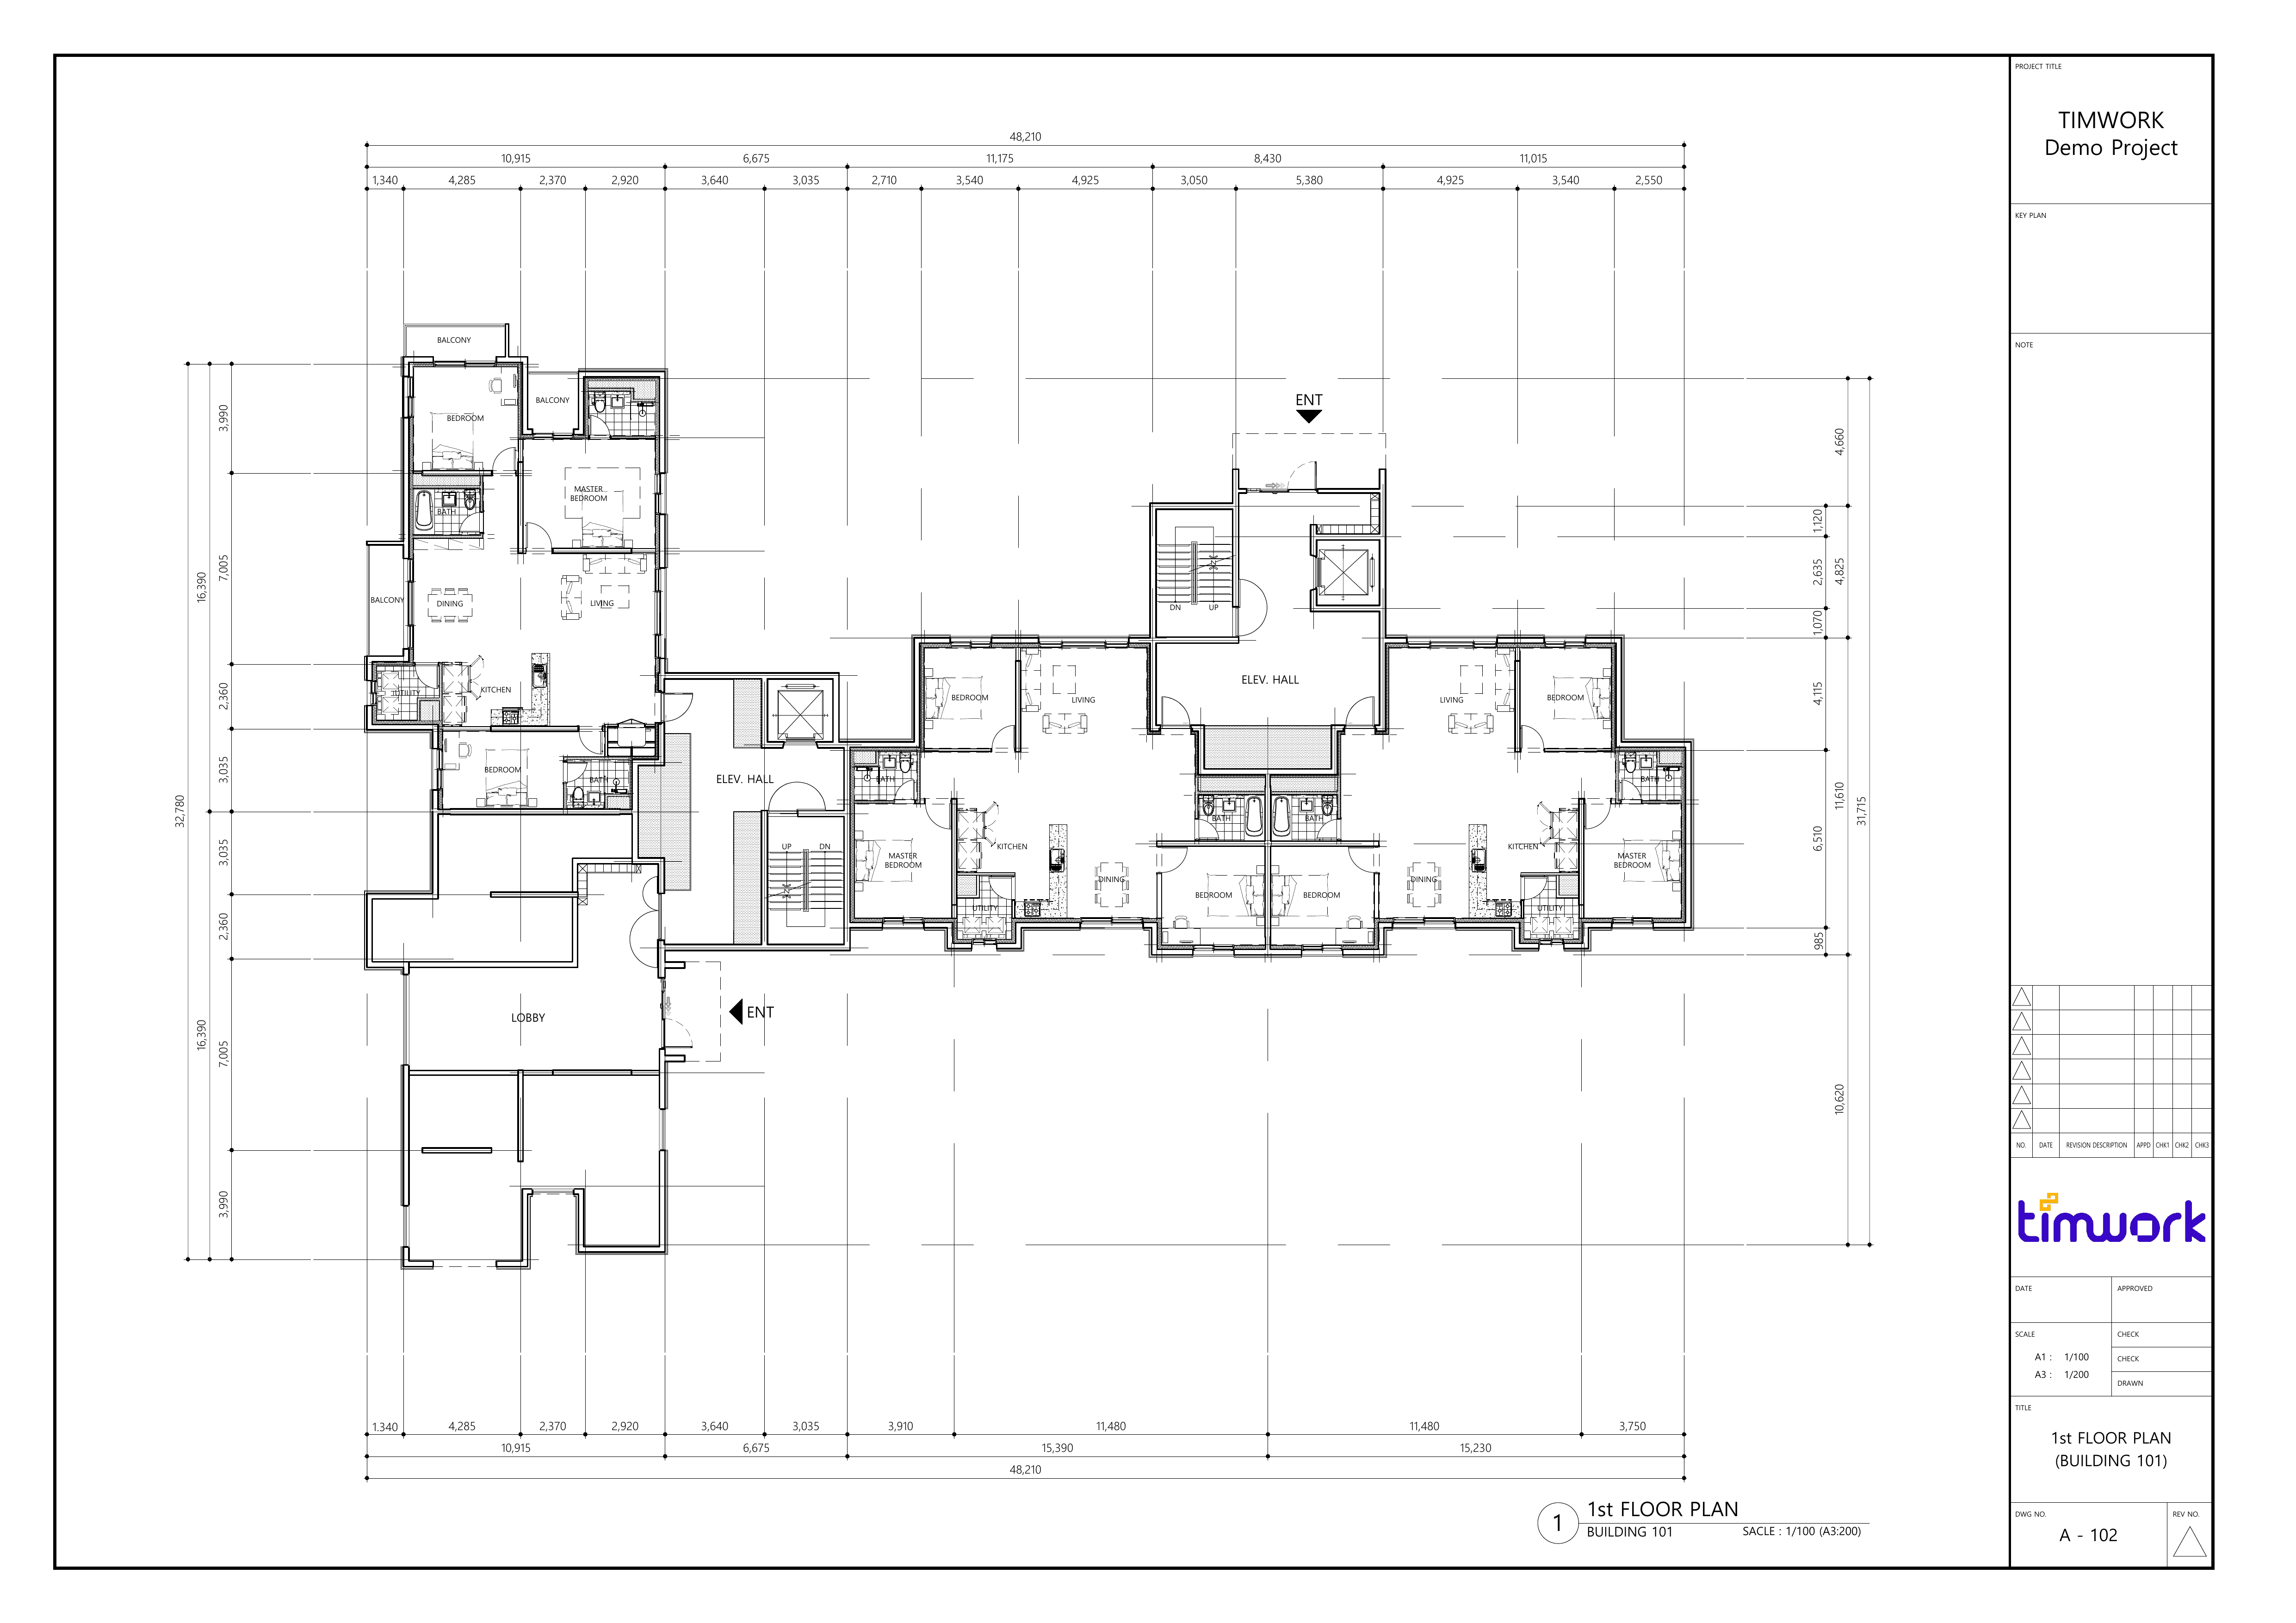 PROJECT TITLE
TIMWORK
Demo Project
KEY PLAN
NOTE
48,210
10,915
6,675
11,175
8,430
11,015
1,340
4,285
2,370
2,920
3,640
3,035
2,710
3,540
4,925
3,050
5,380
4,925
3,540
2,550
BALCONY
BALCONY
BEDROOM
ENT
MASTER
BEDROOM
BATH
BALCONY
DINING
LIVING
DN
UP
UTILITY
KITCHEN
ELEV. HALL
BEDROOM
LIVING
LIVING
BEDROOM
BEDROOM
BATH
ELEV. HALL
BATH
BATH
BATH
BATH
UP
DN
MASTER
BEDROOM
KITCHEN
KITCHEN
MASTER
BEDROOM
DINING
DINING
BEDROOM
BEDROOM
UTILITY
UTILITY
LOBBY
ENT
32,780
16,390
16,390
3,990
7,005
2,360
3,035
3,035
2,360
7,005
3,990
4,660
1,120
2,635
4,825
1,070
4,115
11,610
6,510
985
31,715
10,620
1.340
4,285
2,370
2,920
3,640
3,035
3,910
11,480
11,480
3,750
10,915
6,675
15,390
15,230
48,210
1
1st FLOOR PLAN
BUILDING 101
SACLE : 1/100 (A3:200)
NO.
DATE
REVISION DESCRIPTION
APPD
CHK1
CHK2
CHK3
timwork
DATE
APPROVED
SCALE
A1 : 1/100
A3 : 1/200
CHECK
CHECK
DRAWN
TITLE
1st FLOOR PLAN
(BUILDING 101)
DWG NO.
A - 102
REV NO.